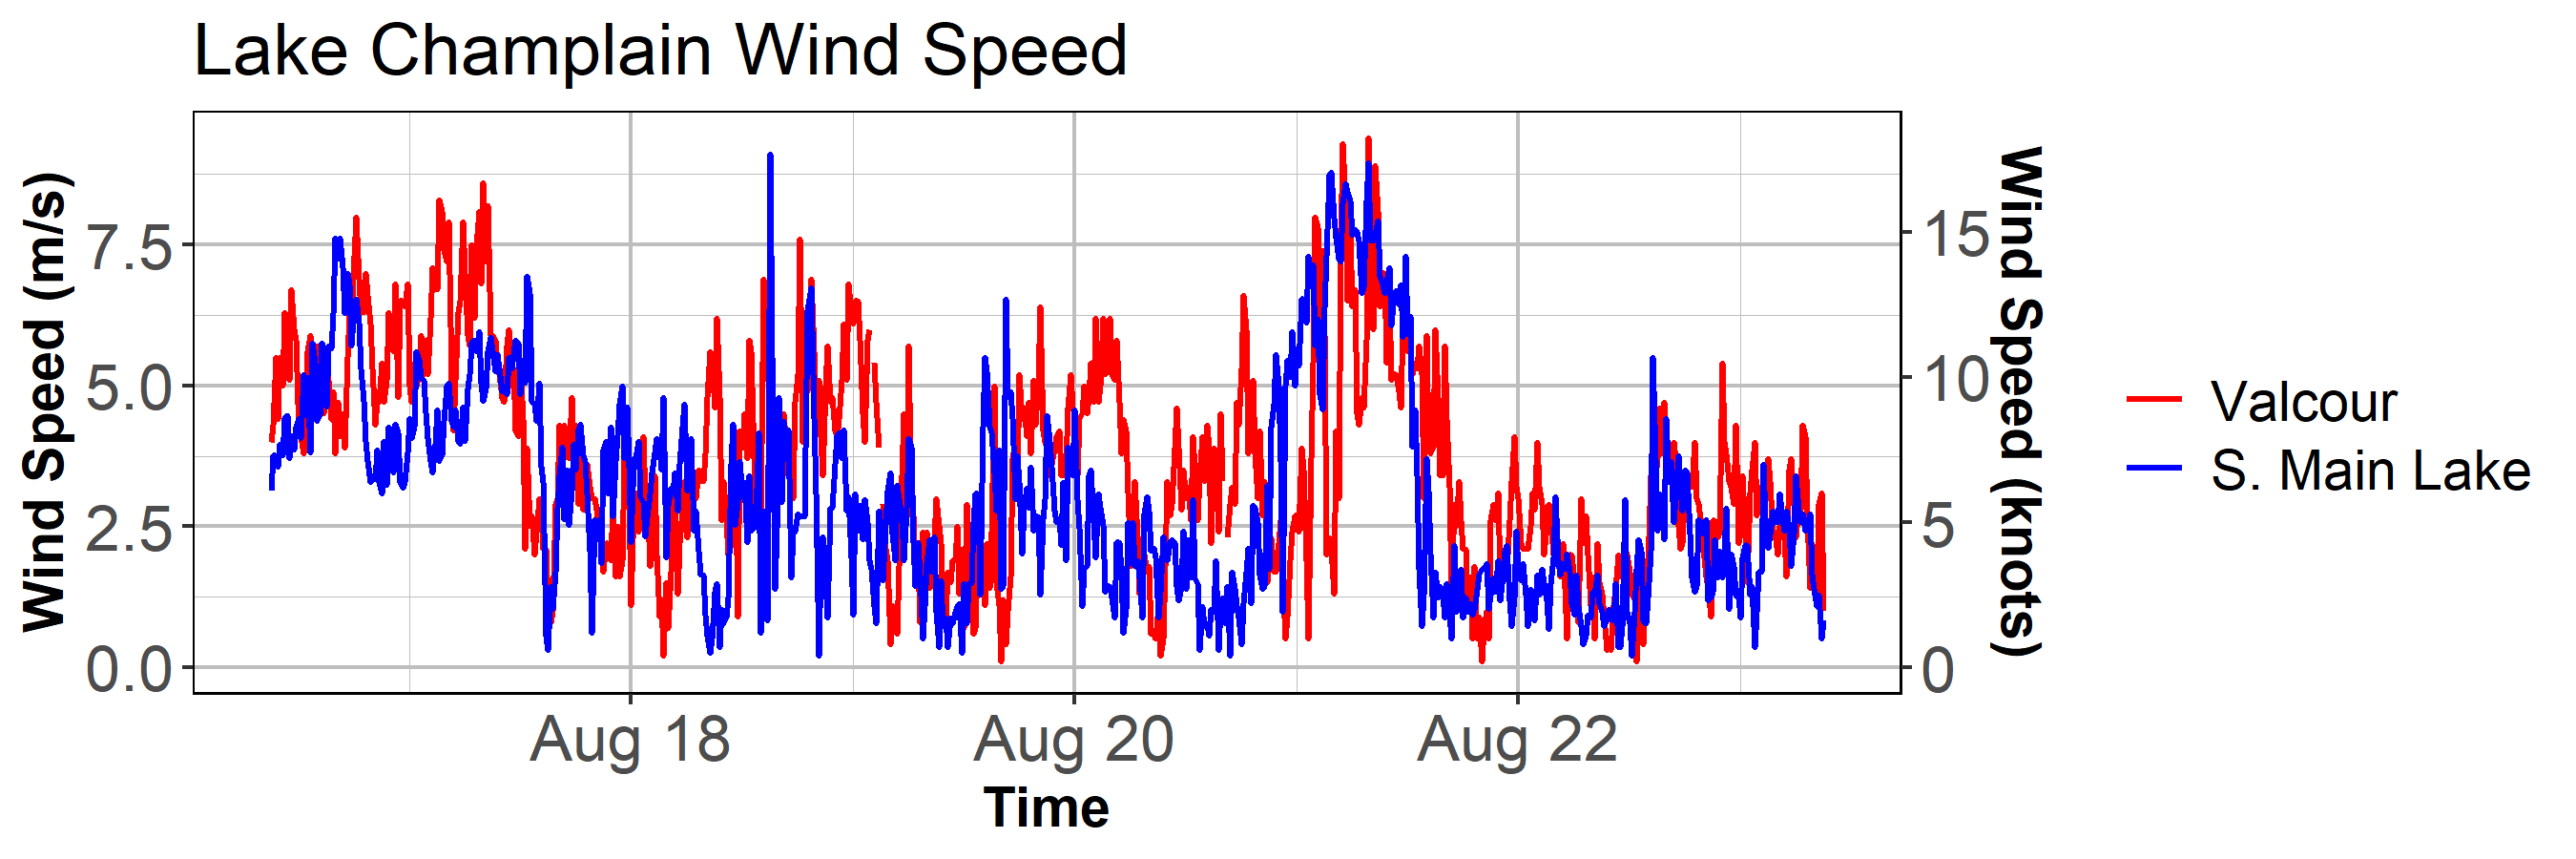 Lake Champlain Wind Speed
Wind Speed (m/s)
7.5
5.0
2.5
0.0
15
10
5
0
Wind Speed (knots)
Aug 18
Aug 20
Aug 22
Time
Valcour
S. Main Lake